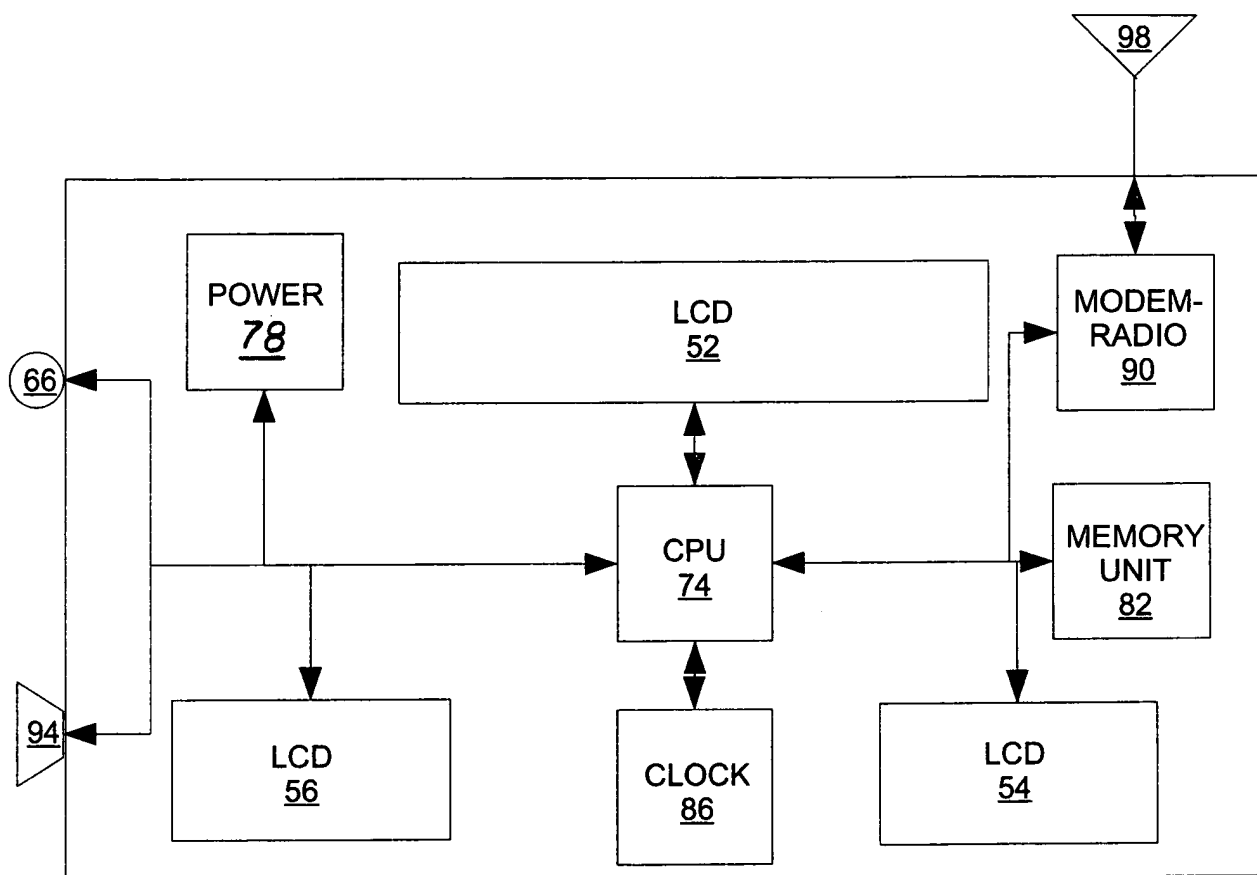 98
POWER
78
LCD
52
MODEM-
RADIO
90
66
CPU
74
MEMORY
UNIT
82
94
LCD
56
CLOCK
86
LCD
54